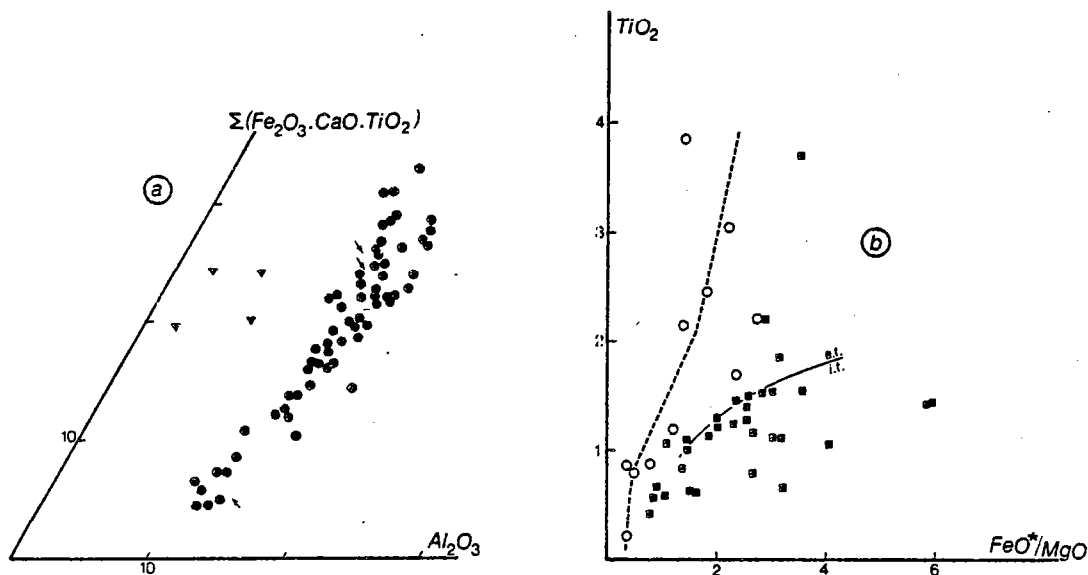 Σ(Fe₂O₃.CaO.TiO₂)
a
10
10
Al₂O₃
TiO₂
4
3
2
1
b
a.t.
i.t.
2
4
6
FeO*/MgO